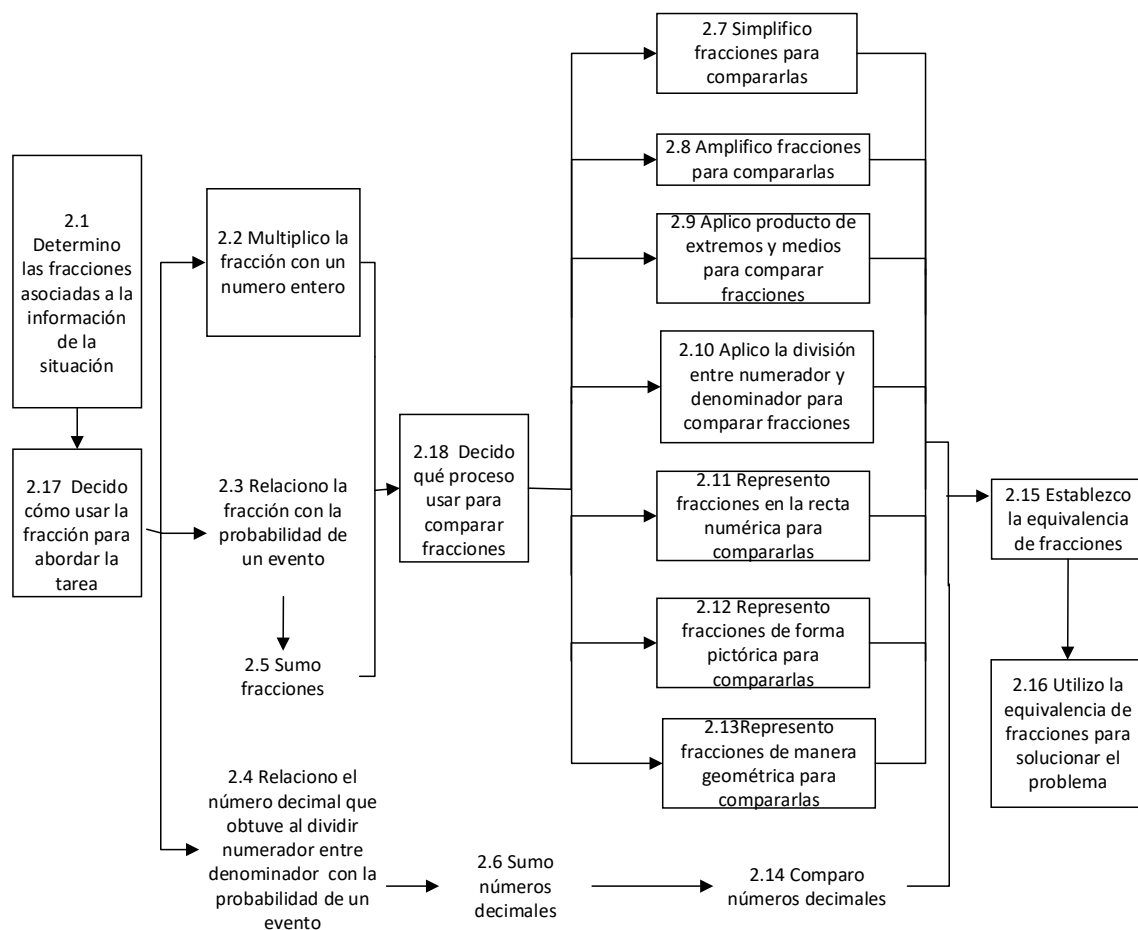 2.1
Determino
las fracciones
asociadas a la
información
de la
situación
2.17 Decido
cómo usar la
fracción para
abordar la
tarea
2.2 Multiplico la
fracción con un
numero entero
2.3 Relaciono la
fracción con la
probabilidad de
un evento
2.5 Sumo
fracciones
2.4 Relaciono el
número decimal que
obtuve al dividir
numerador entre
denominador con la
probabilidad de un
evento
2.18 Decido
qué proceso
usar para
comparar
fracciones
2.6 Sumo
números
decimales
2.7 Simplifico
fracciones para
compararlas
2.8 Amplifico fracciones
para compararlas
2.9 Aplico producto de
extremos y medios
para comparar
fracciones
2.10 Aplico la división
entre numerador y
denominador para
comparar fracciones
2.11 Represento
fracciones en la recta
numérica para
compararlas
2.12 Represento
fracciones de forma
pictórica para
compararlas
2.13Represento
fracciones de manera
geométrica para
compararlas
2.14 Comparo
números decimales
2.15 Establezco
la equivalencia
de fracciones
2.16 Utilizo la
equivalencia de
fracciones para
solucionar el
problema